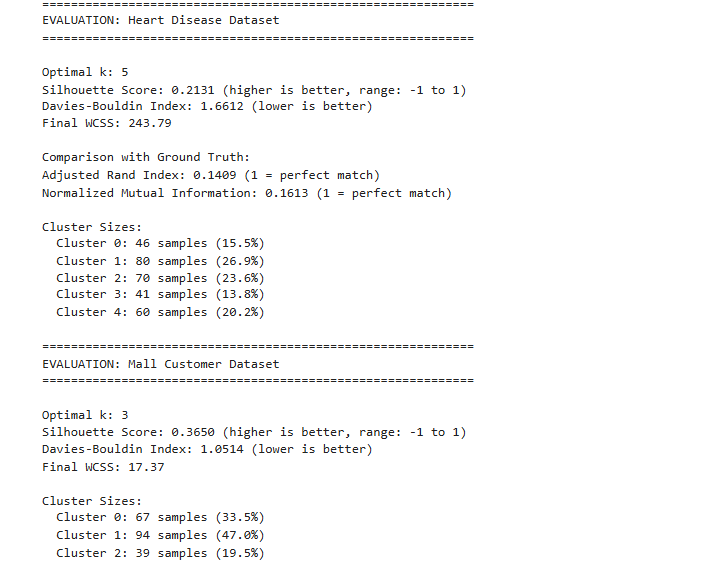 ============================================================
EVALUATION: Heart Disease Dataset
============================================================
Optimal k: 5
Silhouette Score: 0.2131 (higher is better, range: -1 to 1)
Davies-Bouldin Index: 1.6612 (lower is better)
Final WCSS: 243.79
Comparison with Ground Truth:
Adjusted Rand Index: 0.1409 (1 = perfect match)
Normalized Mutual Information: 0.1613 (1 = perfect match)
Cluster Sizes:
Cluster 0: 46 samples (15.5%)
Cluster 1: 80 samples (26.9%)
Cluster 2: 70 samples (23.6%)
Cluster 3: 41 samples (13.8%)
Cluster 4: 60 samples (20.2%)
============================================================
EVALUATION: Mall Customer Dataset
============================================================
Optimal k: 3
Silhouette Score: 0.3650 (higher is better, range: -1 to 1)
Davies-Bouldin Index: 1.0514 (lower is better)
Final WCSS: 17.37
Cluster Sizes:
Cluster 0: 67 samples (33.5%)
Cluster 1: 94 samples (47.0%)
Cluster 2: 39 samples (19.5%)